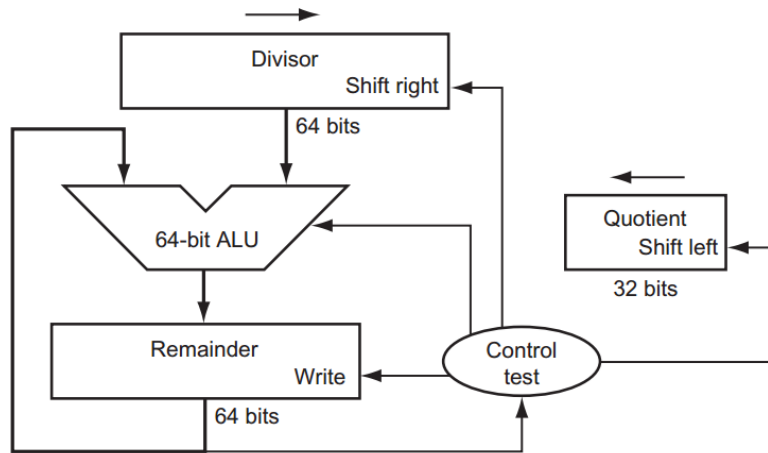 Divisor
Shift right
64 bits
64-bit ALU
Quotient
Shift left
32 bits
Remainder
Write
Control
test
64 bits